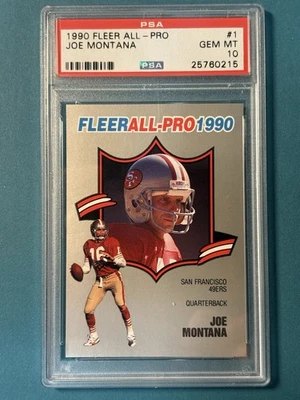 PSA
1990 FLEER ALL-PRO #1
JOE MONTANA GEM MT
10
PSA 25760215
FLEERALL-PRO1990
16
SAN FRANCISCO
49ERS
QUARTERBACK
JOE
MONTANA